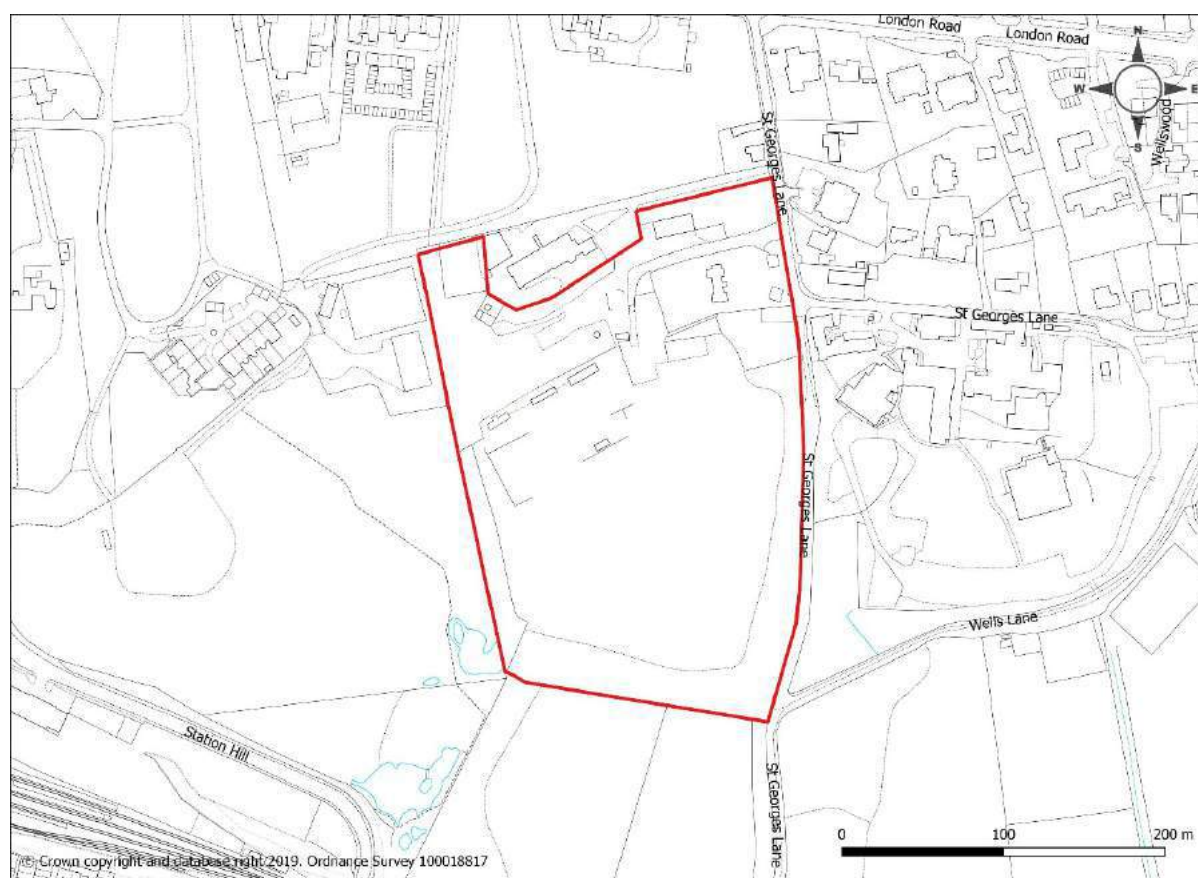 London Road
London Road
N
W
E
S
Wellswood
St Georges Lane
St Georges Lane
St Georges Lane
Wells Lane
Station Hill
St Georges Lane
0
100
200 m
© Crown copyright and database right 2019. Ordnance Survey 100018817